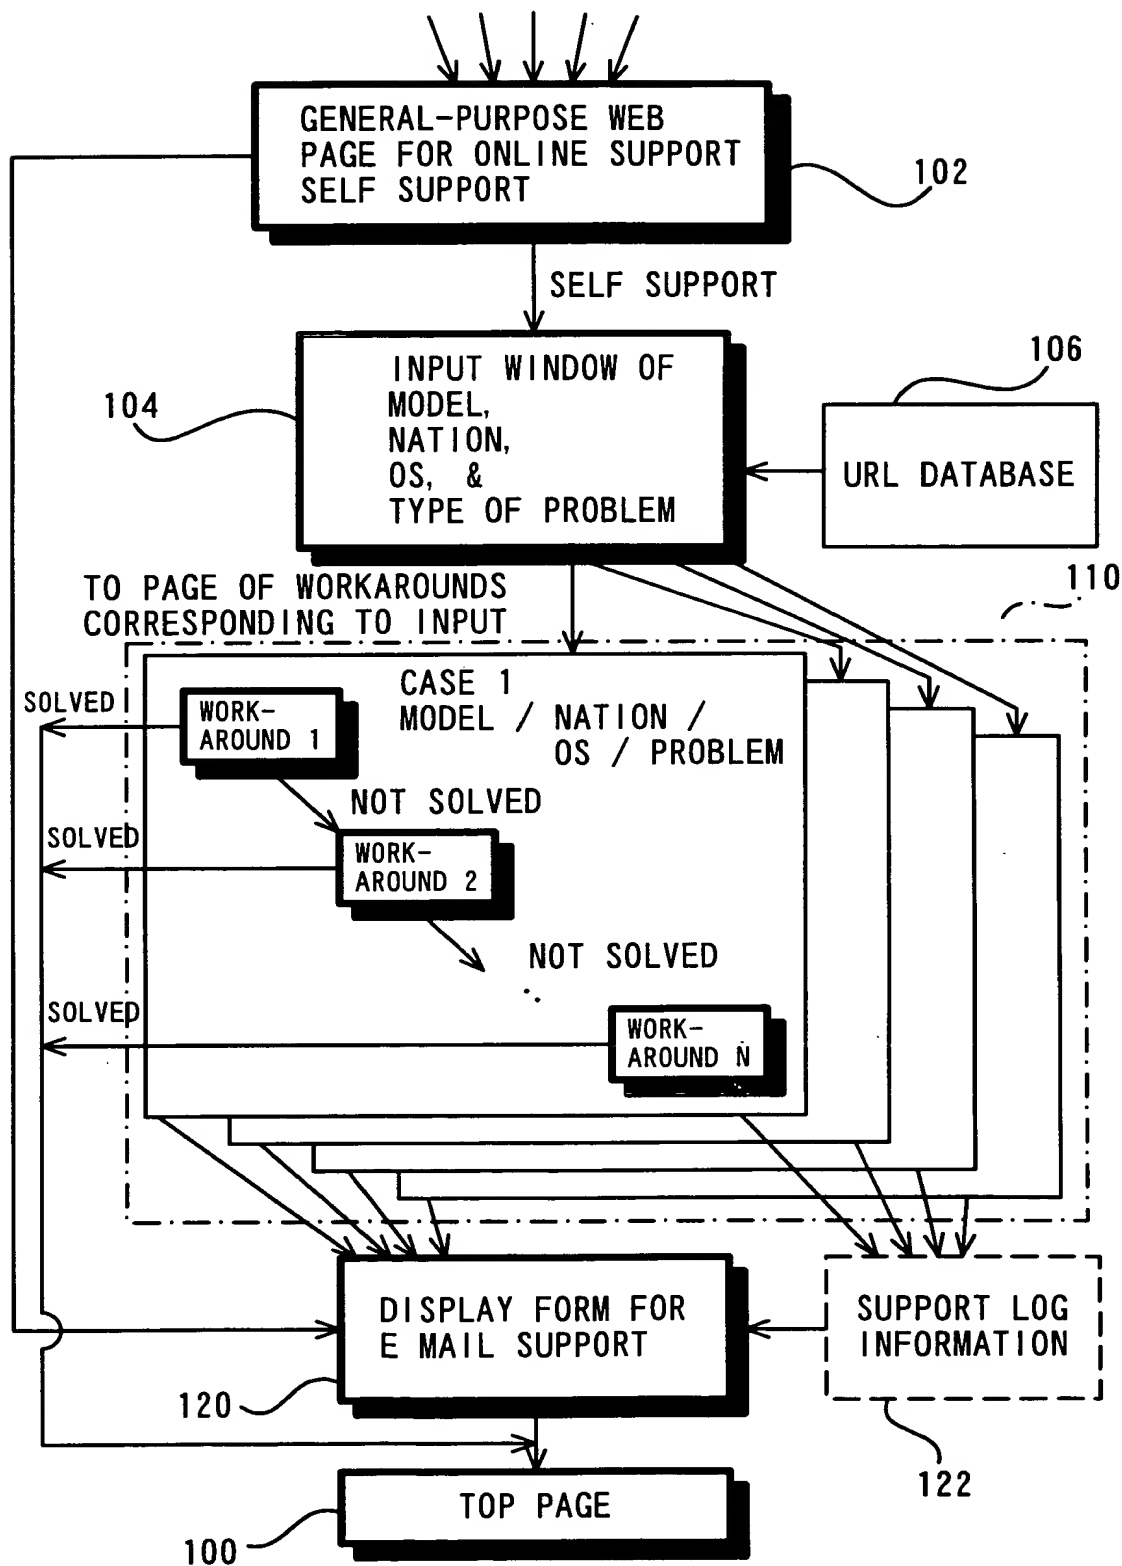 GENERAL-PURPOSE WEB
PAGE FOR ONLINE SUPPORT
SELF SUPPORT
102
SELF SUPPORT
INPUT WINDOW OF
MODEL,
NATION,
OS, &
TYPE OF PROBLEM
104
106
URL DATABASE
TO PAGE OF WORKAROUNDS
CORRESPONDING TO INPUT
110
CASE 1
MODEL / NATION /
OS / PROBLEM
SOLVED
WORK-
AROUND 1
NOT SOLVED
SOLVED
WORK-
AROUND 2
NOT SOLVED
SOLVED
WORK-
AROUND N
DISPLAY FORM FOR
E MAIL SUPPORT
120
SUPPORT LOG
INFORMATION
122
TOP PAGE
100